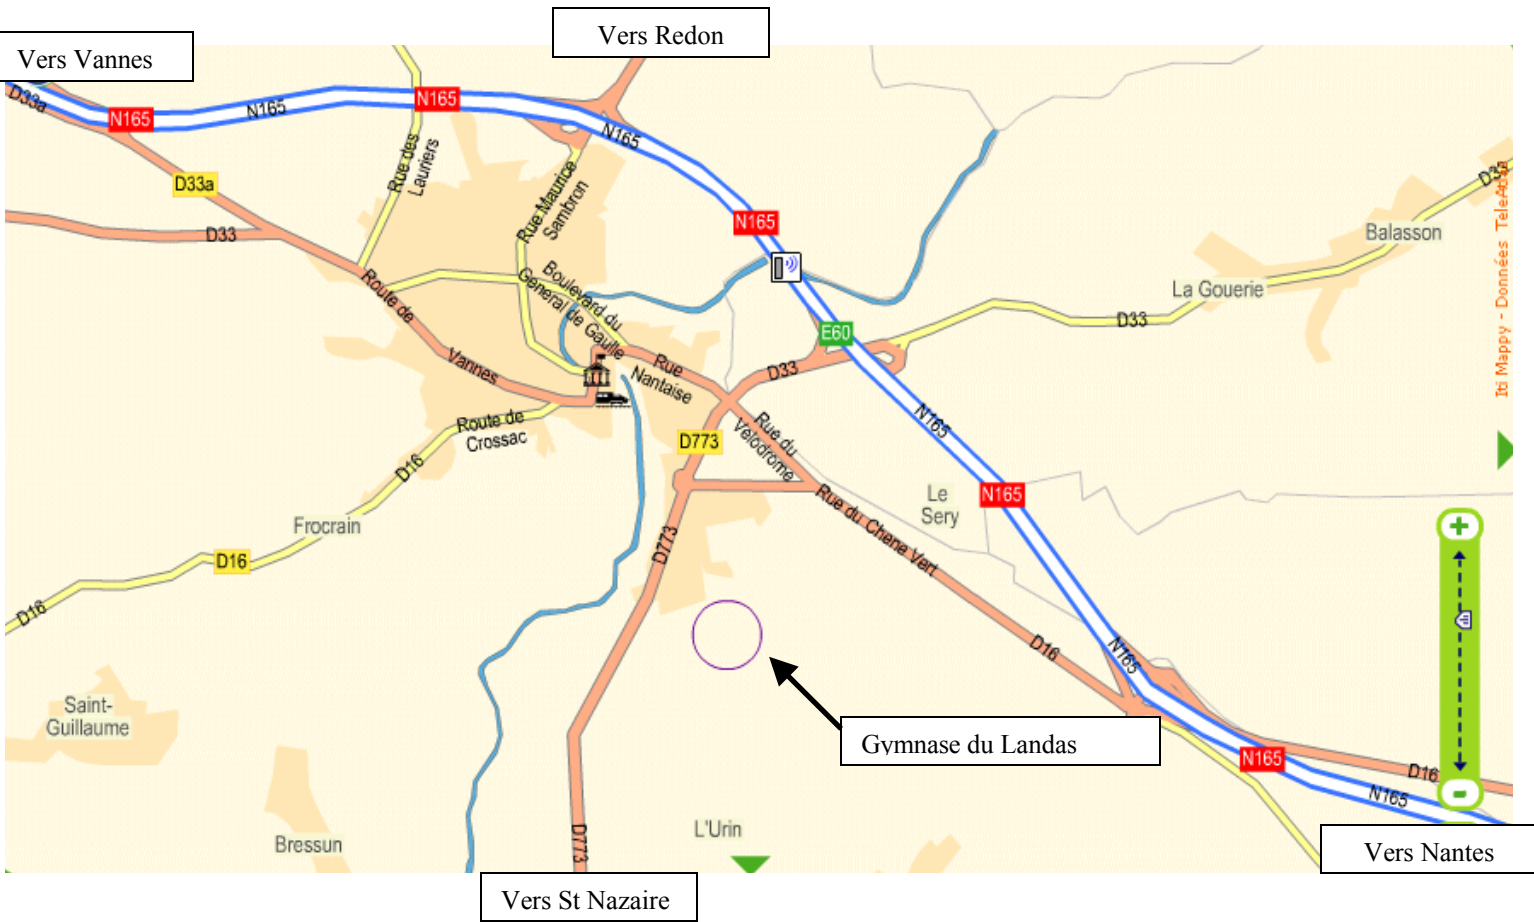 Vers Redon
Vers Vannes
D33a
N165
N165
N165
N165
Rue des
Lauriers
D33a
D33
Rue Maurice
Sambron
N165
D33
Balasson
La Gouerie
D33
Iti Mappy - Données TeleAtlas
Route de
Vannes
Boulevard du
General de Gaulle
E60
Rue
Nantaise
D33
N165
Route de
Crossac
D16
D773
Rue du
Velodrome
Le
Sery
N165
Rue du Chene Vert
Frocrain
D16
D16
D773
+
D16
N165
Saint-
Guillaume
Gymnase du Landas
N165
D16
N165
-
L'Urin
Bressun
D773
Vers Nantes
Vers St Nazaire